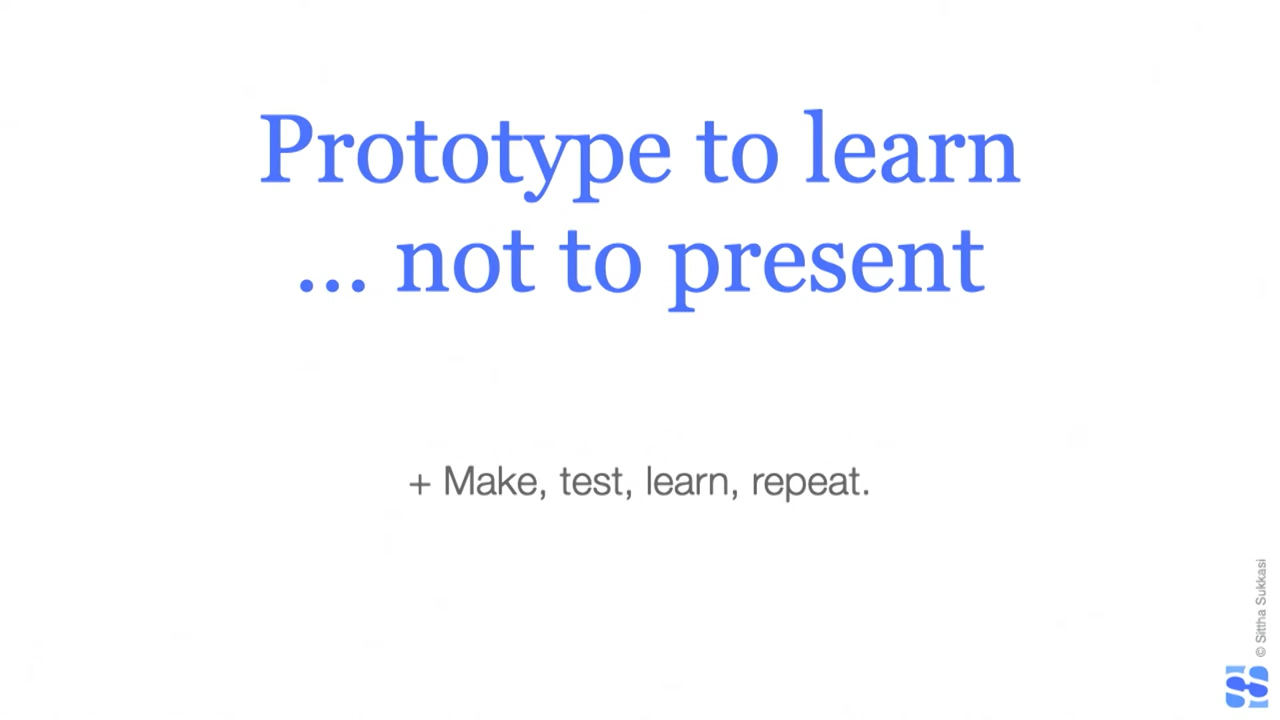 Prototype to learn
... not to present
+ Make, test, learn, repeat.
© Sittha Sukkasi